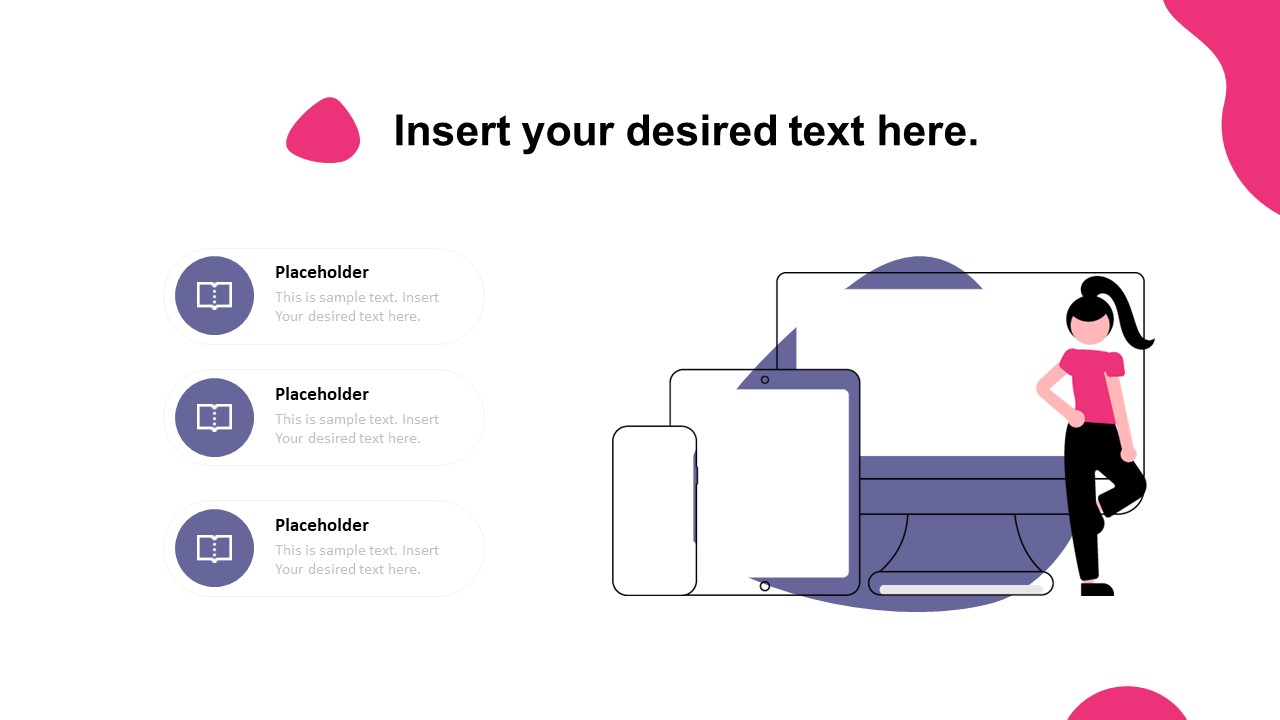 Insert your desired text here.
Placeholder
This is sample text. Insert
Your desired text here.
Placeholder
This is sample text. Insert
Your desired text here.
Placeholder
This is sample text. Insert
Your desired text here.